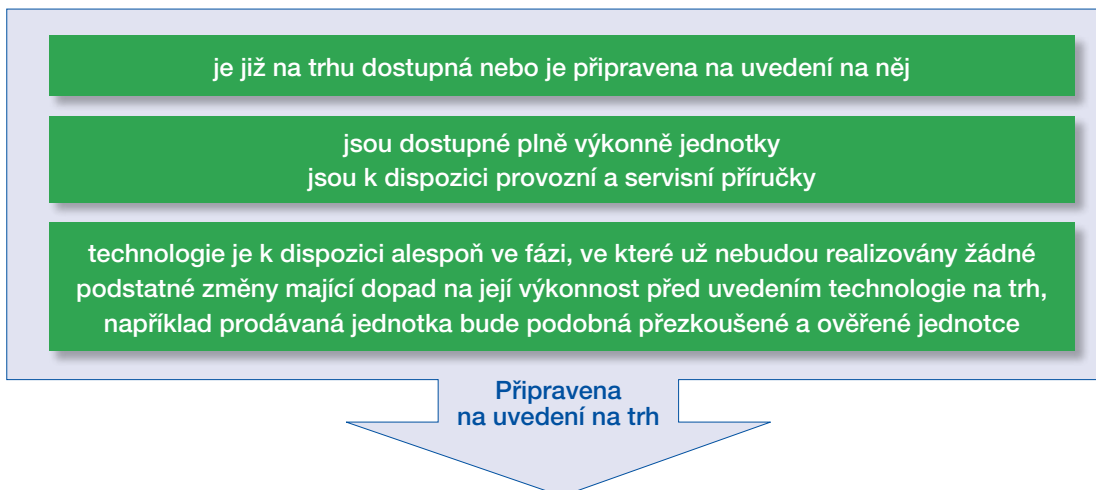 je již na trhu dostupná nebo je připravena na uvedení na něj
jsou dostupné plně výkonně jednotky
jsou k dispozici provozní a servisní příručky
technologie je k dispozici alespoň ve fázi, ve které už nebudou realizovány žádné
podstatné změny mající dopad na její výkonnost před uvedením technologie na trh,
například prodávaná jednotka bude podobná přezkoušené a ověřené jednotce
Připravena
na uvedení na trh